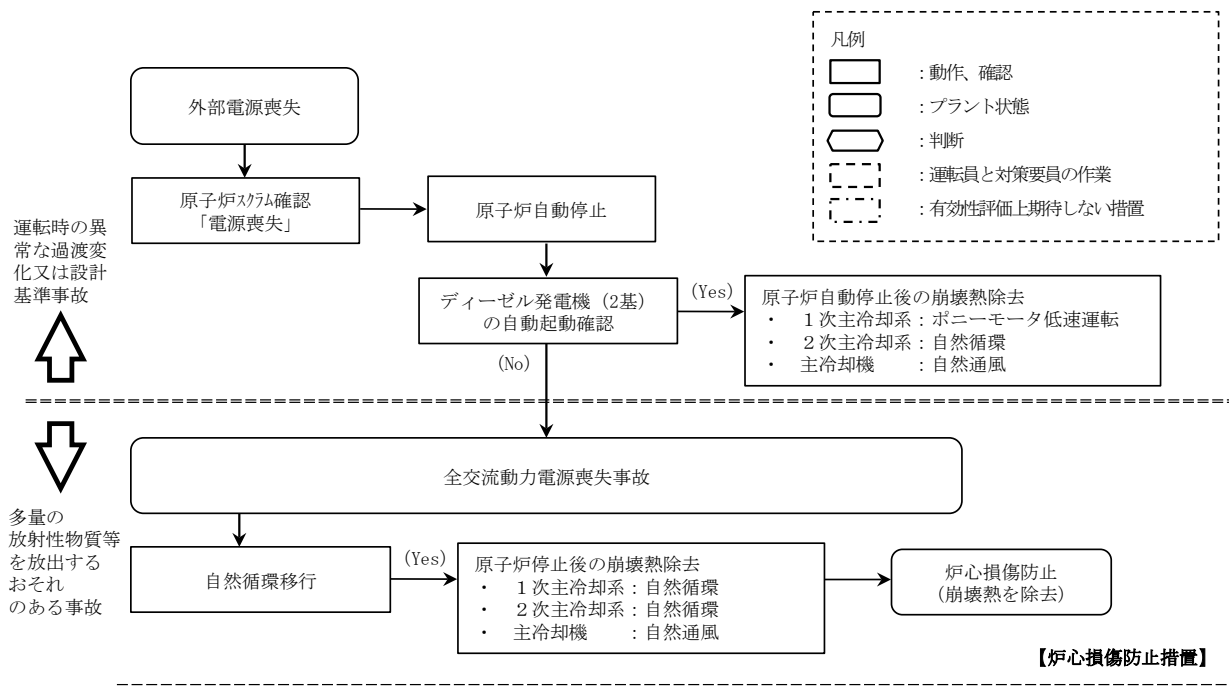 凡例
：動作、確認
：プラント状態
：判断
：運転員と対策要員の作業
：有効性評価上期待しない措置
外部電源喪失
原子炉ｽｸﾗﾑ確認
「電源喪失」
原子炉自動停止
運転時の異
常な過渡変
化又は設計
基準事故
ディーゼル発電機（2基）
の自動起動確認
(Yes)
(No)
原子炉自動停止後の崩壊熱除去
・ １次主冷却系：ポニーモータ低速運転
・ ２次主冷却系：自然循環
・ 主冷却機 ：自然通風
全交流動力電源喪失事故
多量の
放射性物質等
を放出する
おそれ
のある事故
自然循環移行
(Yes)
原子炉停止後の崩壊熱除去
・ １次主冷却系：自然循環
・ ２次主冷却系：自然循環
・ 主冷却機 ：自然通風
炉心損傷防止
(崩壊熱を除去)
【炉心損傷防止措置】